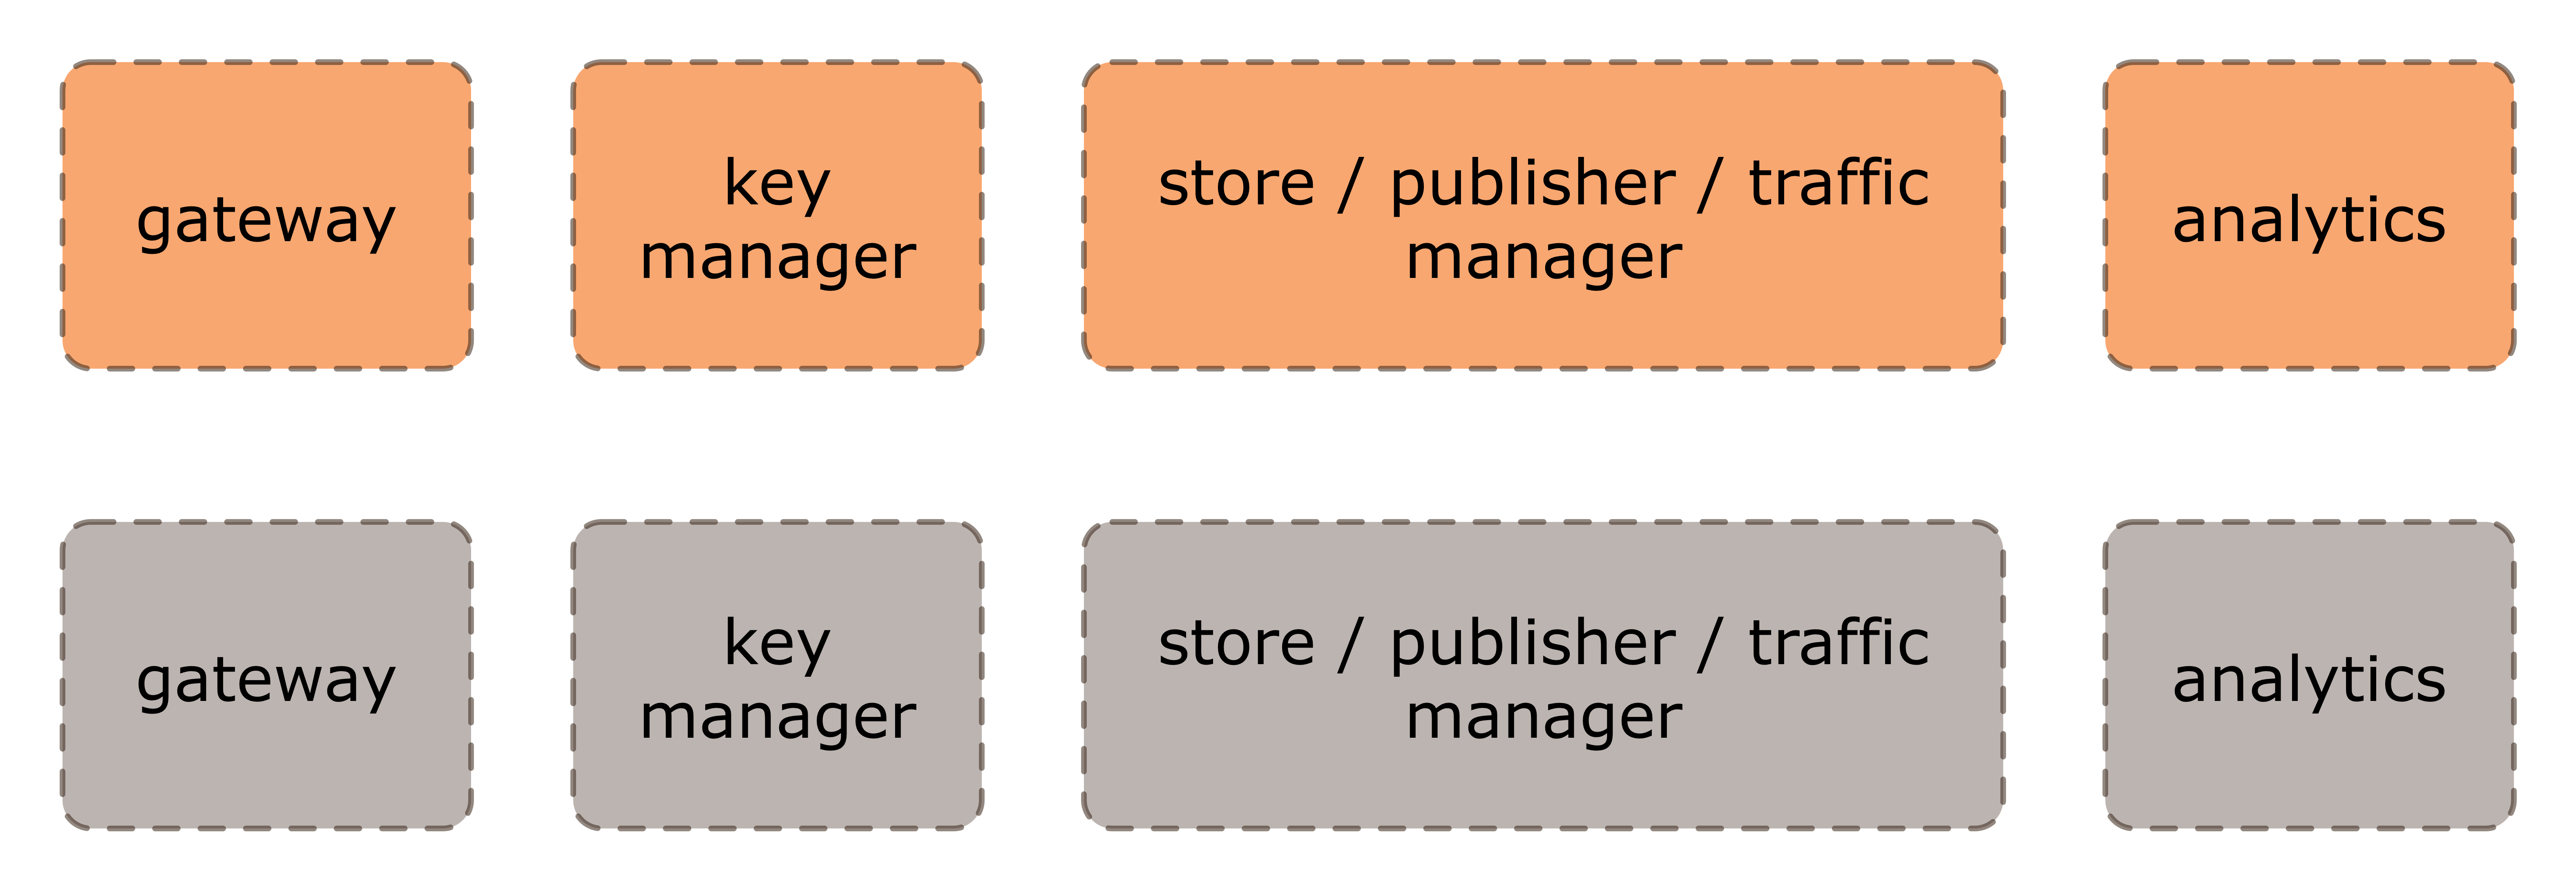 gateway
key
manager
store / publisher / traffic
manager
analytics
gateway
key
manager
store / publisher / traffic
manager
analytics